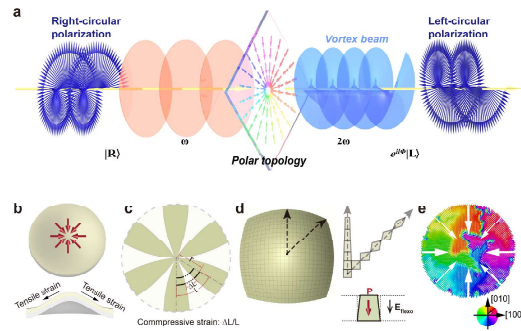 a
Right-circular
polarization
Vortex beam
Left-circular
polarization
ω
2ω
|R⟩
Polar topology
e^{ilΦ}|L⟩
b
Tensile strain
Tensile strain
c
ΔL
L
Commpressive strain: ΔL/L
d
P
E_flexo
e
[010]
[100